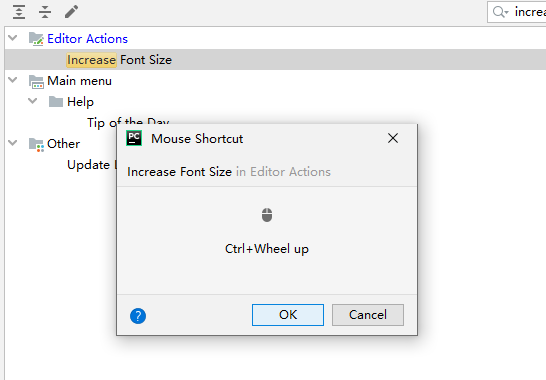 increa
Editor Actions
Increase Font Size
Main menu
Help
Tip of the Day
Other
Update
PC Mouse Shortcut
Increase Font Size in Editor Actions
Ctrl+Wheel up
?
OK
Cancel